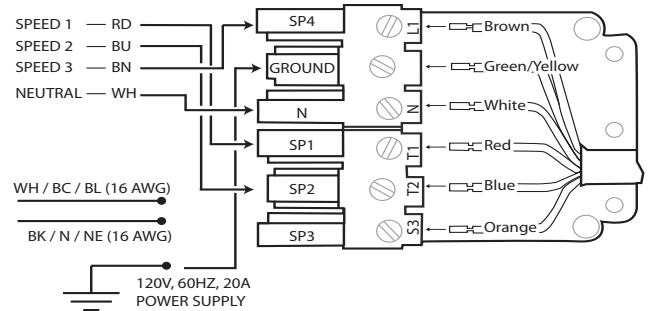 SPEED 1 — RD
SPEED 2 — BU
SPEED 3 — BN
NEUTRAL — WH
WH / BC / BL (16 AWG)
BK / N / NE (16 AWG)
120V, 60HZ, 20A
POWER SUPPLY
SP4
GROUND
N
SP1
SP2
SP3
L1
N
T1
T2
S3
Brown
Green/Yellow
White
Red
Blue
Orange